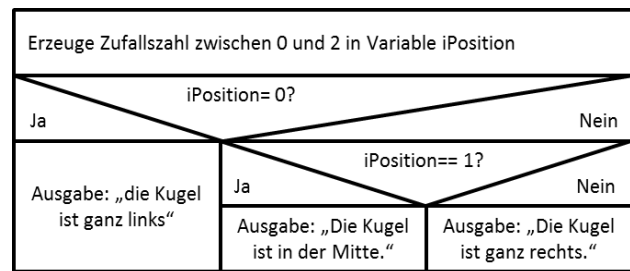 Erzeuge Zufallszahl zwischen 0 und 2 in Variable iPosition
iPosition= 0?
Ja
Nein
Ausgabe: „die Kugel
ist ganz links“
iPosition== 1?
Ja
Nein
Ausgabe: „Die Kugel
ist in der Mitte.“
Ausgabe: „Die Kugel
ist ganz rechts.“